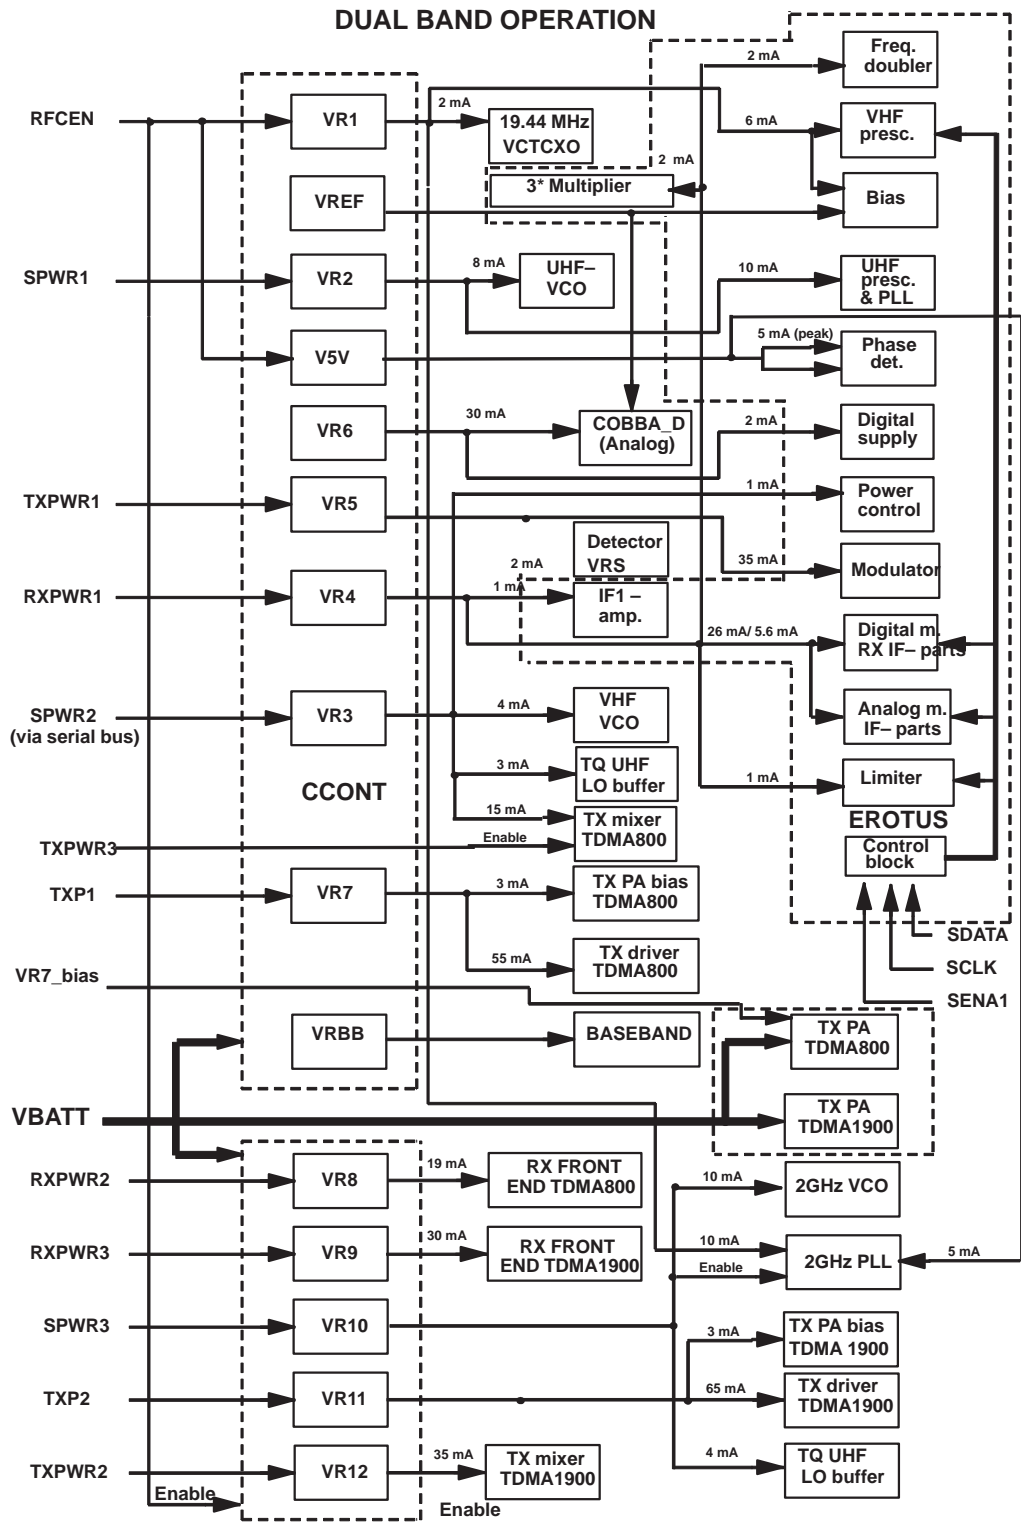 DUAL BAND OPERATION
2 mA
Freq.
doubler
RFCEN
VR1
2 mA
19.44 MHz
VCTCXO
6 mA
VHF
presc.
2 mA
3* Multiplier
VREF
Bias
SPWR1
VR2
8 mA
UHF–
VCO
10 mA
UHF
presc.
& PLL
V5V
5 mA (peak)
Phase
det.
VR6
30 mA
COBBA_D
(Analog)
2 mA
Digital
supply
TXPWR1
VR5
1 mA
Power
control
Detector
VRS
35 mA
Modulator
2 mA
RXPWR1
VR4
1 mA
IF1 –
amp.
26 mA/ 5.6 mA
Digital m.
RX IF– parts
SPWR2
(via serial bus)
VR3
4 mA
VHF
VCO
Analog m.
IF– parts
3 mA
TQ UHF
LO buffer
1 mA
Limiter
CCONT
EROTUS
15 mA
TX mixer
TDMA800
Enable
TXPWR3
Control
block
TXP1
VR7
3 mA
TX PA bias
TDMA800
SDATA
55 mA
TX driver
TDMA800
SCLK
VR7_bias
SENA1
VRBB
BASEBAND
TX PA
TDMA800
VBATT
TX PA
TDMA1900
RXPWR2
VR8
19 mA
RX FRONT
END TDMA800
10 mA
2GHz VCO
RXPWR3
VR9
30 mA
RX FRONT
END TDMA1900
10 mA
Enable
2GHz PLL
5 mA
SPWR3
VR10
3 mA
TX PA bias
TDMA 1900
TXP2
VR11
65 mA
TX driver
TDMA1900
TXPWR2
VR12
35 mA
TX mixer
TDMA1900
4 mA
TQ UHF
LO buffer
Enable
Enable